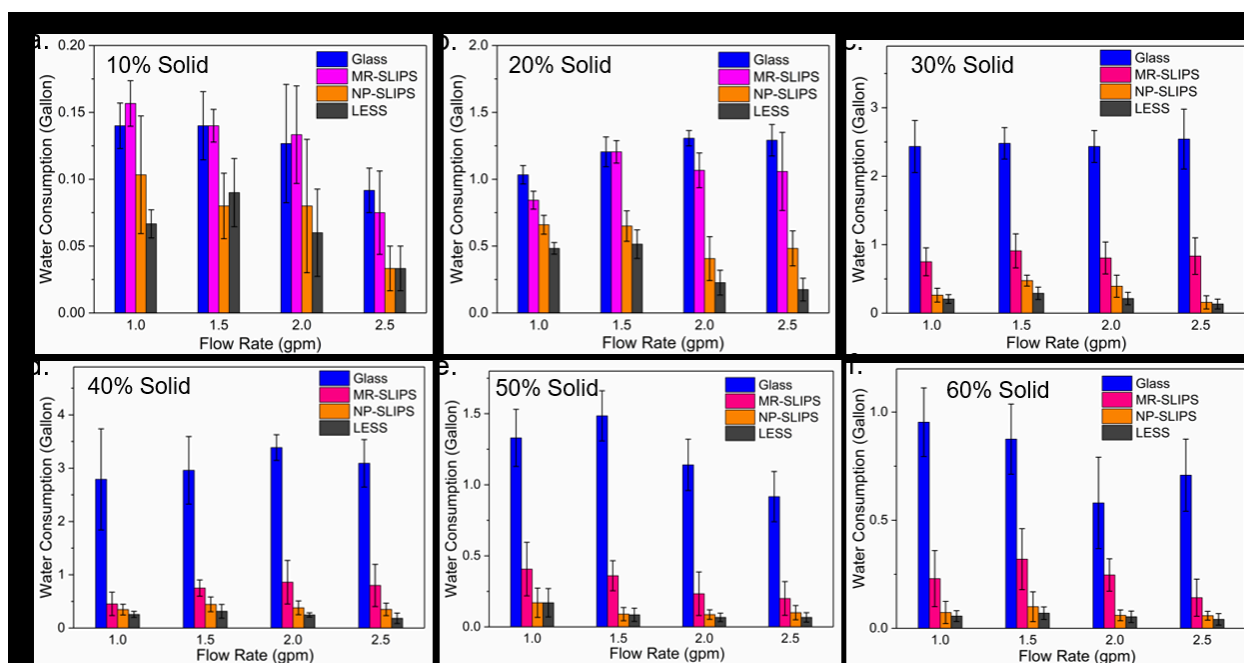 a.
10% Solid
Glass
MR-SLIPS
NP-SLIPS
LESS
Water Consumption (Gallon)
0.20
0.15
0.10
0.05
0.00
1.0 1.5 2.0 2.5
Flow Rate (gpm)
b.
20% Solid
Glass
MR-SLIPS
NP-SLIPS
LESS
Water Consumption (Gallon)
2.0
1.5
1.0
0.5
0.0
1.0 1.5 2.0 2.5
Flow Rate (gpm)
c.
30% Solid
Glass
MR-SLIPS
NP-SLIPS
LESS
Water Consumption (Gallon)
3
2
1
0
1.0 1.5 2.0 2.5
Flow Rate (gpm)
d.
40% Solid
Glass
MR-SLIPS
NP-SLIPS
LESS
Water Consumption (Gallon)
4
3
2
1
0
1.0 1.5 2.0 2.5
Flow Rate (gpm)
e.
50% Solid
Glass
MR-SLIPS
NP-SLIPS
LESS
Water Consumption (Gallon)
1.5
1.0
0.5
0.0
1.0 1.5 2.0 2.5
Flow Rate (gpm)
f.
60% Solid
Glass
MR-SLIPS
NP-SLIPS
LESS
Water Consumption (Gallon)
1.0
0.5
0.0
1.0 1.5 2.0 2.5
Flow Rate (gpm)